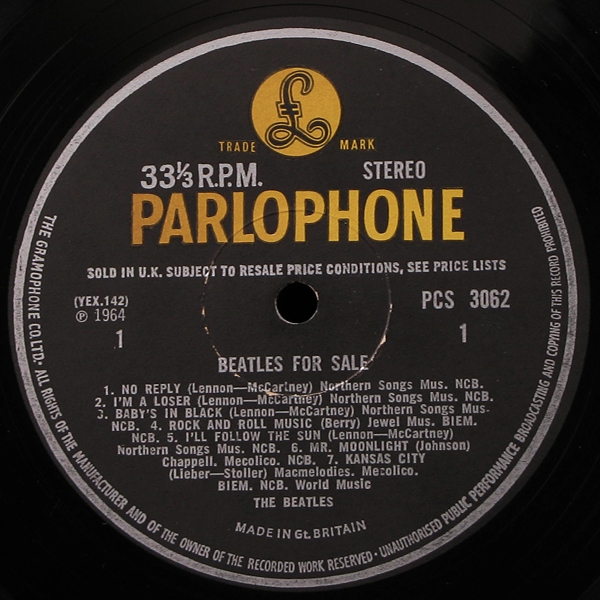 £
TRADE MARK
33⅓ R.P.M. STEREO
PARLOPHONE
SOLD IN U.K. SUBJECT TO RESALE PRICE CONDITIONS, SEE PRICE LISTS
(YEX.142) PCS 3062
℗ 1964
1 1
BEATLES FOR SALE
1. NO REPLY (Lennon—McCartney) Northern Songs Mus. NCB.
2. I'M A LOSER (Lennon—McCartney) Northern Songs Mus. NCB.
3. BABY'S IN BLACK (Lennon—McCartney) Northern Songs Mus-
NCB. 4. ROCK AND ROLL MUSIC (Berry) Jewel Mus. BIEM.
NCB. 5. I'LL FOLLOW THE SUN (Lennon—McCartney)
Northern Songs Mus. NCB. 6. MR. MOONLIGHT (Johnson)
Chappell. Mecolico. NCB. 7. KANSAS CITY
(Lieber—Stoller) Macmelodies. Mecolico.
BIEM. NCB. World Music
THE BEATLES
MADE IN Gt. BRITAIN
THE GRAMOPHONE CO. LTD. ALL RIGHTS OF THE MANUFACTURER AND OF THE OWNER OF THE RECORDED WORK RESERVED · UNAUTHORISED PUBLIC PERFORMANCE BROADCASTING AND COPYING OF THIS RECORD PROHIBITED